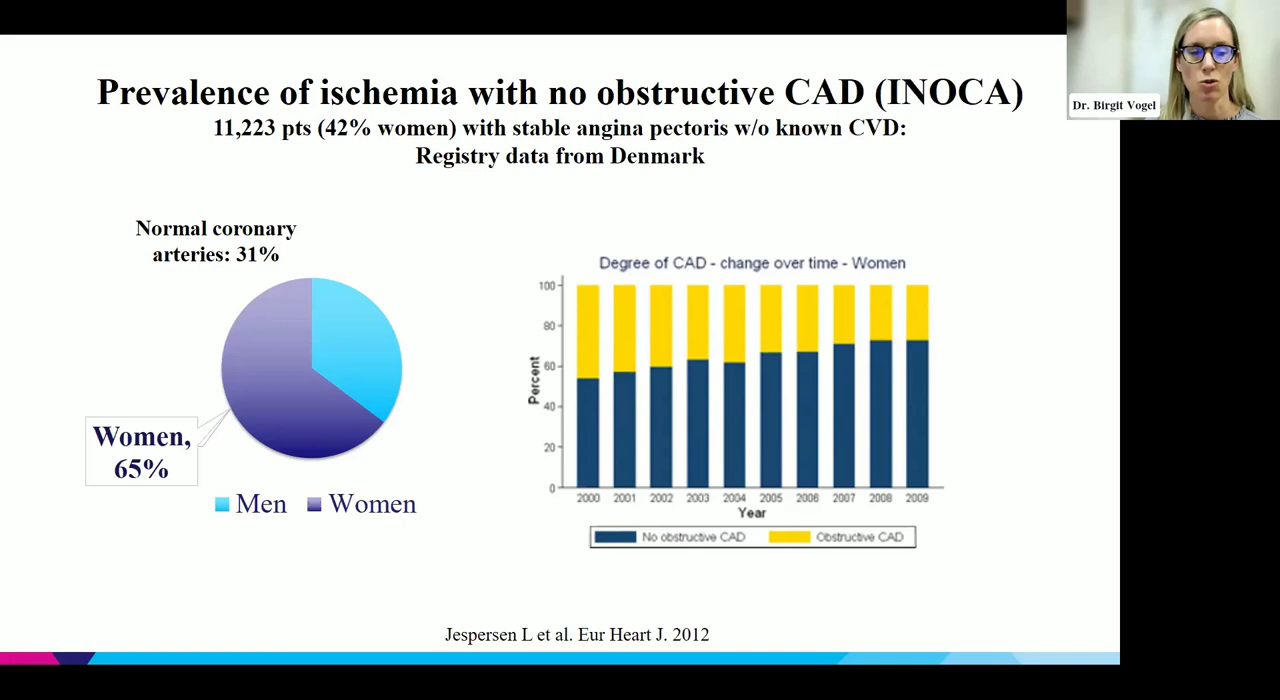 Dr. Birgit Vogel
Prevalence of ischemia with no obstructive CAD (INOCA)
11,223 pts (42% women) with stable angina pectoris w/o known CVD:
Registry data from Denmark
Normal coronary
arteries: 31%
Women,
65%
Men
Women
Degree of CAD - change over time - Women
Percent
100
80
60
40
20
0
2000 2001 2002 2003 2004 2005 2006 2007 2008 2009
Year
No obstructive CAD
Obstructive CAD
Jespersen L et al. Eur Heart J. 2012